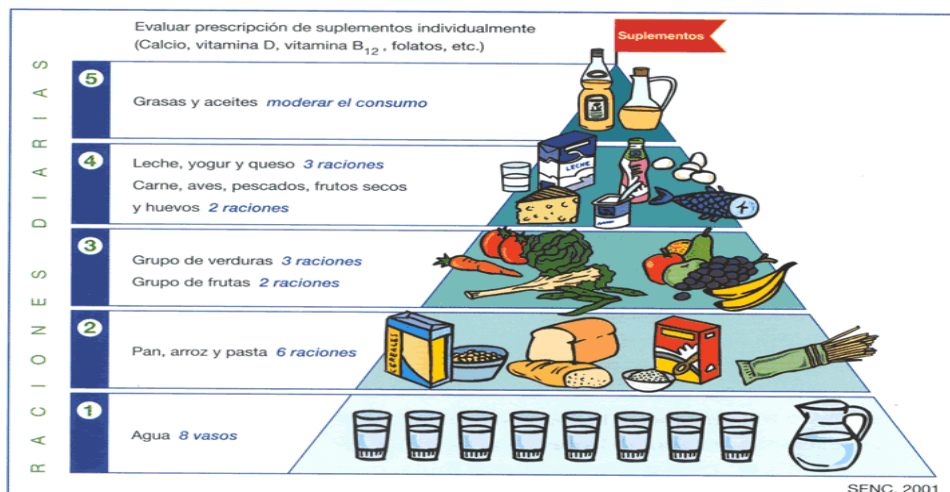 Evaluar prescripción de suplementos individualmente
(Calcio, vitamina D, vitamina B12, folatos, etc.)
Suplementos
RACIONES DIARIAS
5
Grasas y aceites moderar el consumo
4
Leche, yogur y queso 3 raciones
Carne, aves, pescados, frutos secos
y huevos 2 raciones
LECHE
3
Grupo de verduras 3 raciones
Grupo de frutas 2 raciones
2
Pan, arroz y pasta 6 raciones
CEREALES
1
Agua 8 vasos
SENC, 2001